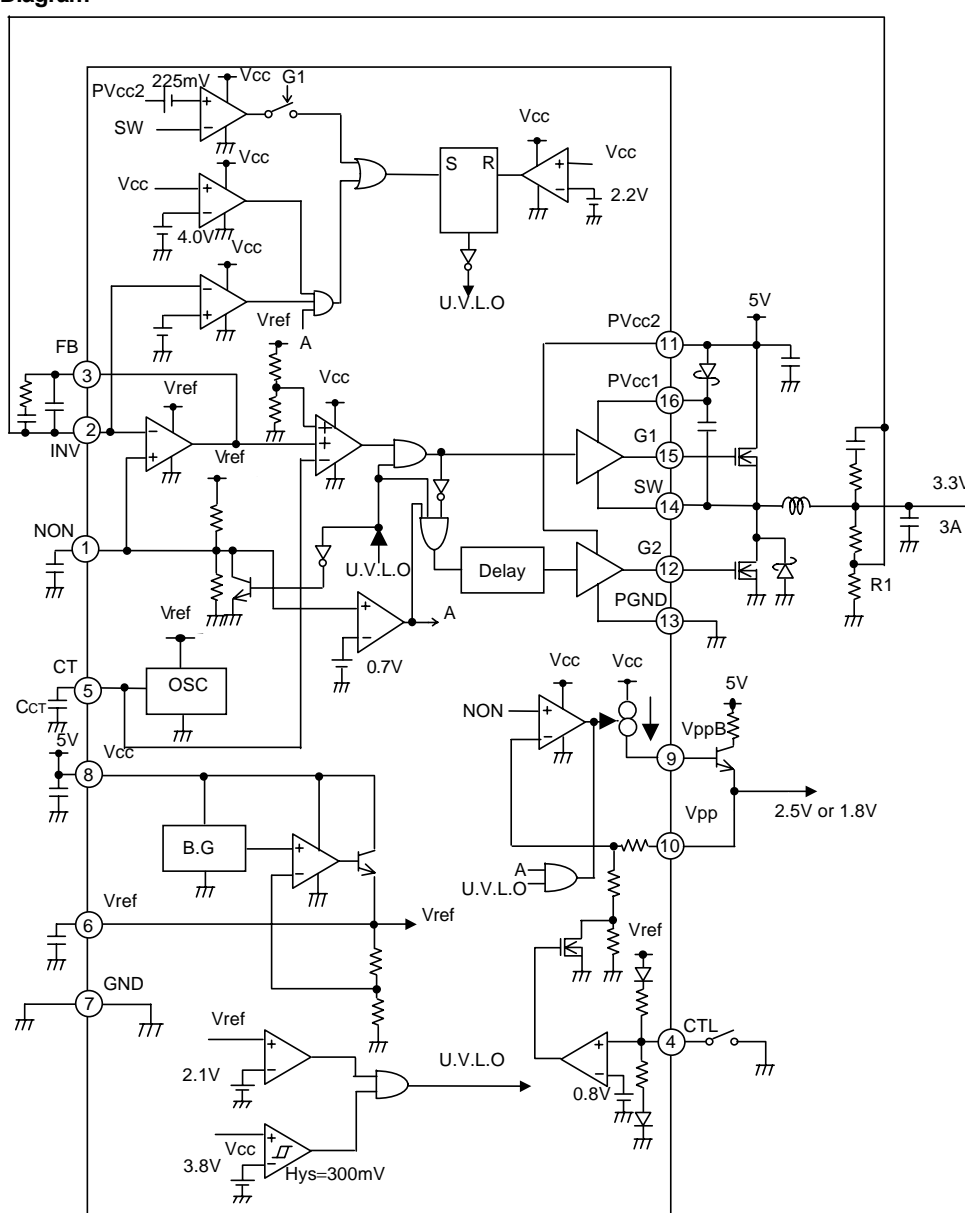 Diagram
PVcc2
225mV
Vcc
G1
SW
Vcc
Vcc
4.0V
Vcc
Vcc
S R
Vcc
2.2V
U.V.L.O
A
Vref
FB
3
2
INV
Vref
Vref
Vcc
NON
1
U.V.L.O
Delay
A
0.7V
Vref
CT
5
CCT
OSC
5V
Vcc
8
B.G
Vref
6
Vref
GND
7
Vref
2.1V
U.V.L.O
Vcc
3.8V
Hys=300mV
5V
PVcc2
11
PVcc1
16
G1
15
SW
14
G2
12
PGND
13
3.3V
3A
R1
Vcc
Vcc
NON
5V
VppB
9
Vpp
2.5V or 1.8V
10
A
U.V.L.O
Vref
CTL
4
0.8V